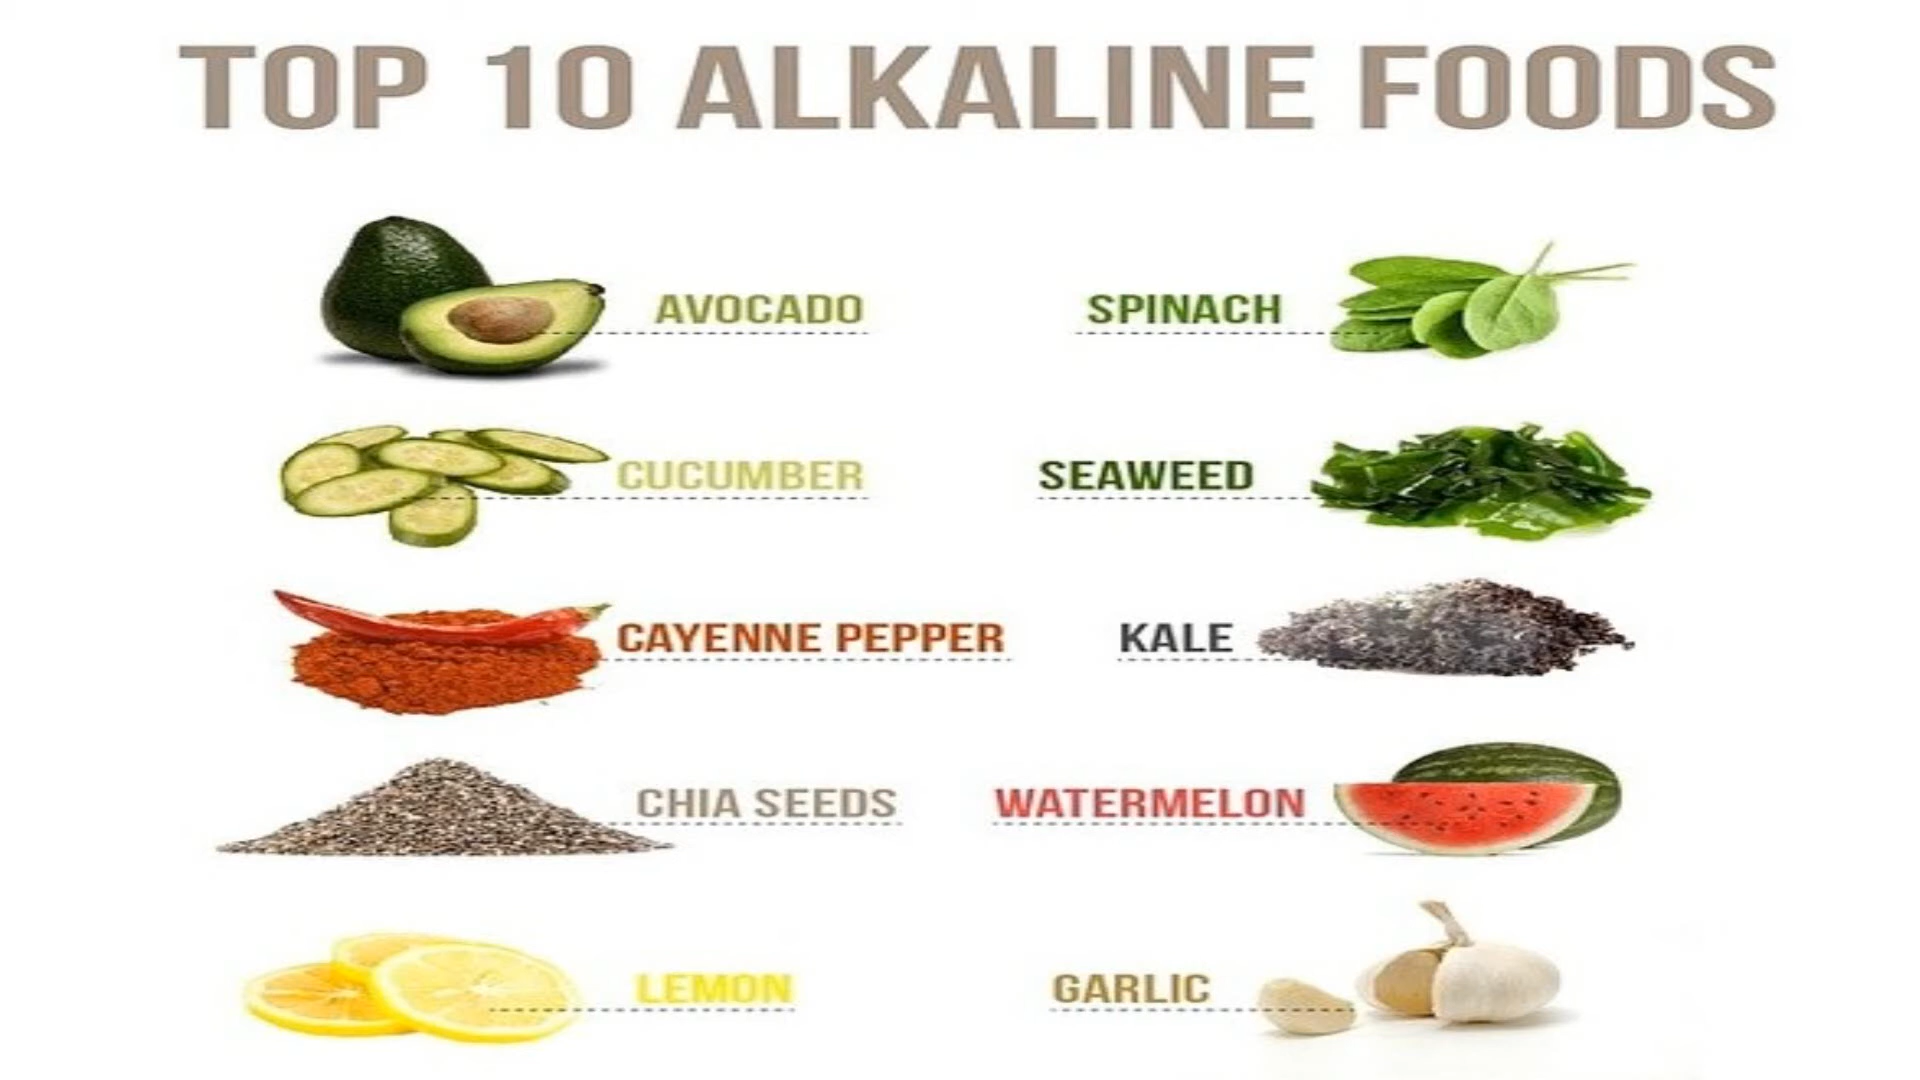 TOP 10 ALKALINE FOODS
AVOCADO
SPINACH
CUCUMBER
SEAWEED
CAYENNE PEPPER
KALE
CHIA SEEDS
WATERMELON
LEMON
GARLIC